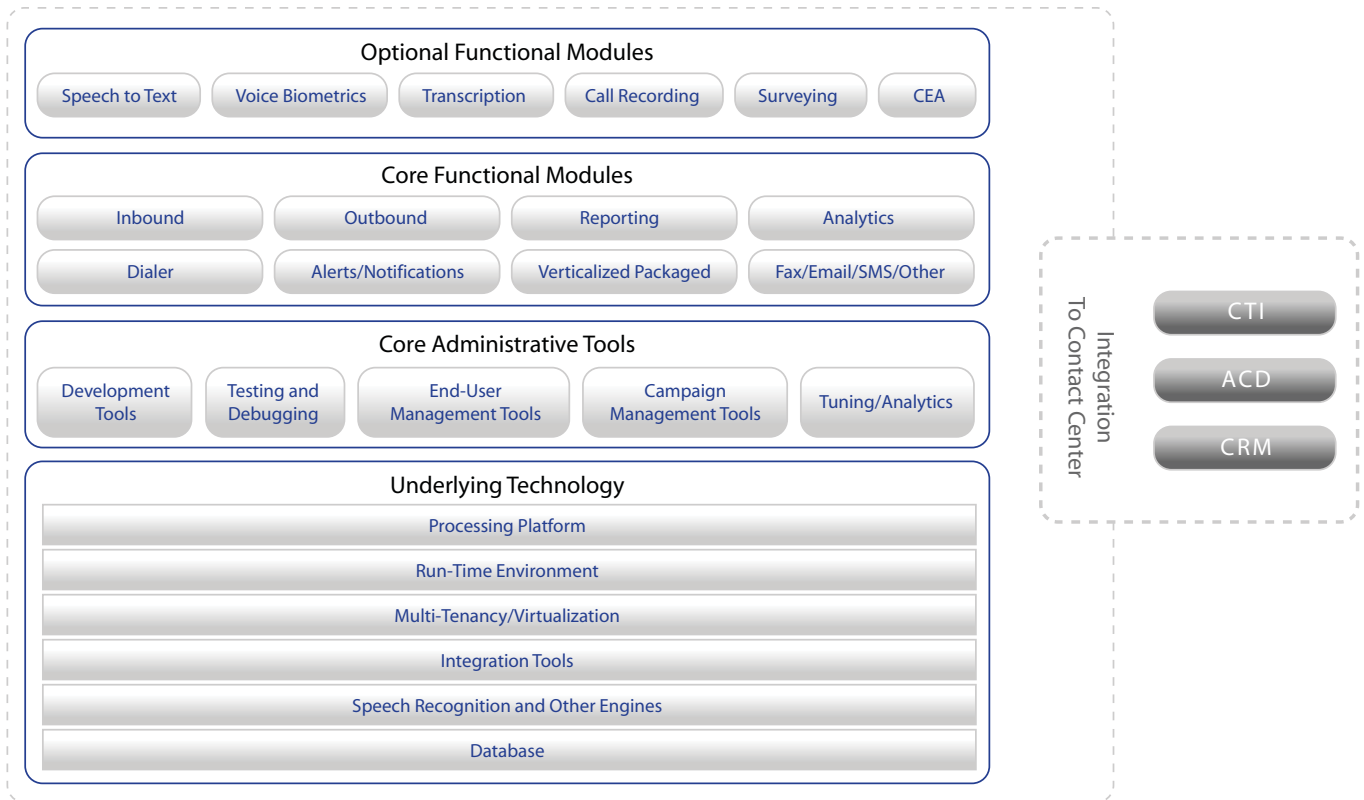 Optional Functional Modules
Speech to Text
Voice Biometrics
Transcription
Call Recording
Surveying
CEA
Core Functional Modules
Inbound
Outbound
Reporting
Analytics
Dialer
Alerts/Notifications
Verticalized Packaged
Fax/Email/SMS/Other
Core Administrative Tools
Development
Tools
Testing and
Debugging
End-User
Management Tools
Campaign
Management Tools
Tuning/Analytics
Underlying Technology
Processing Platform
Run-Time Environment
Multi-Tenancy/Virtualization
Integration Tools
Speech Recognition and Other Engines
Database
Integration
To Contact Center
CTI
ACD
CRM